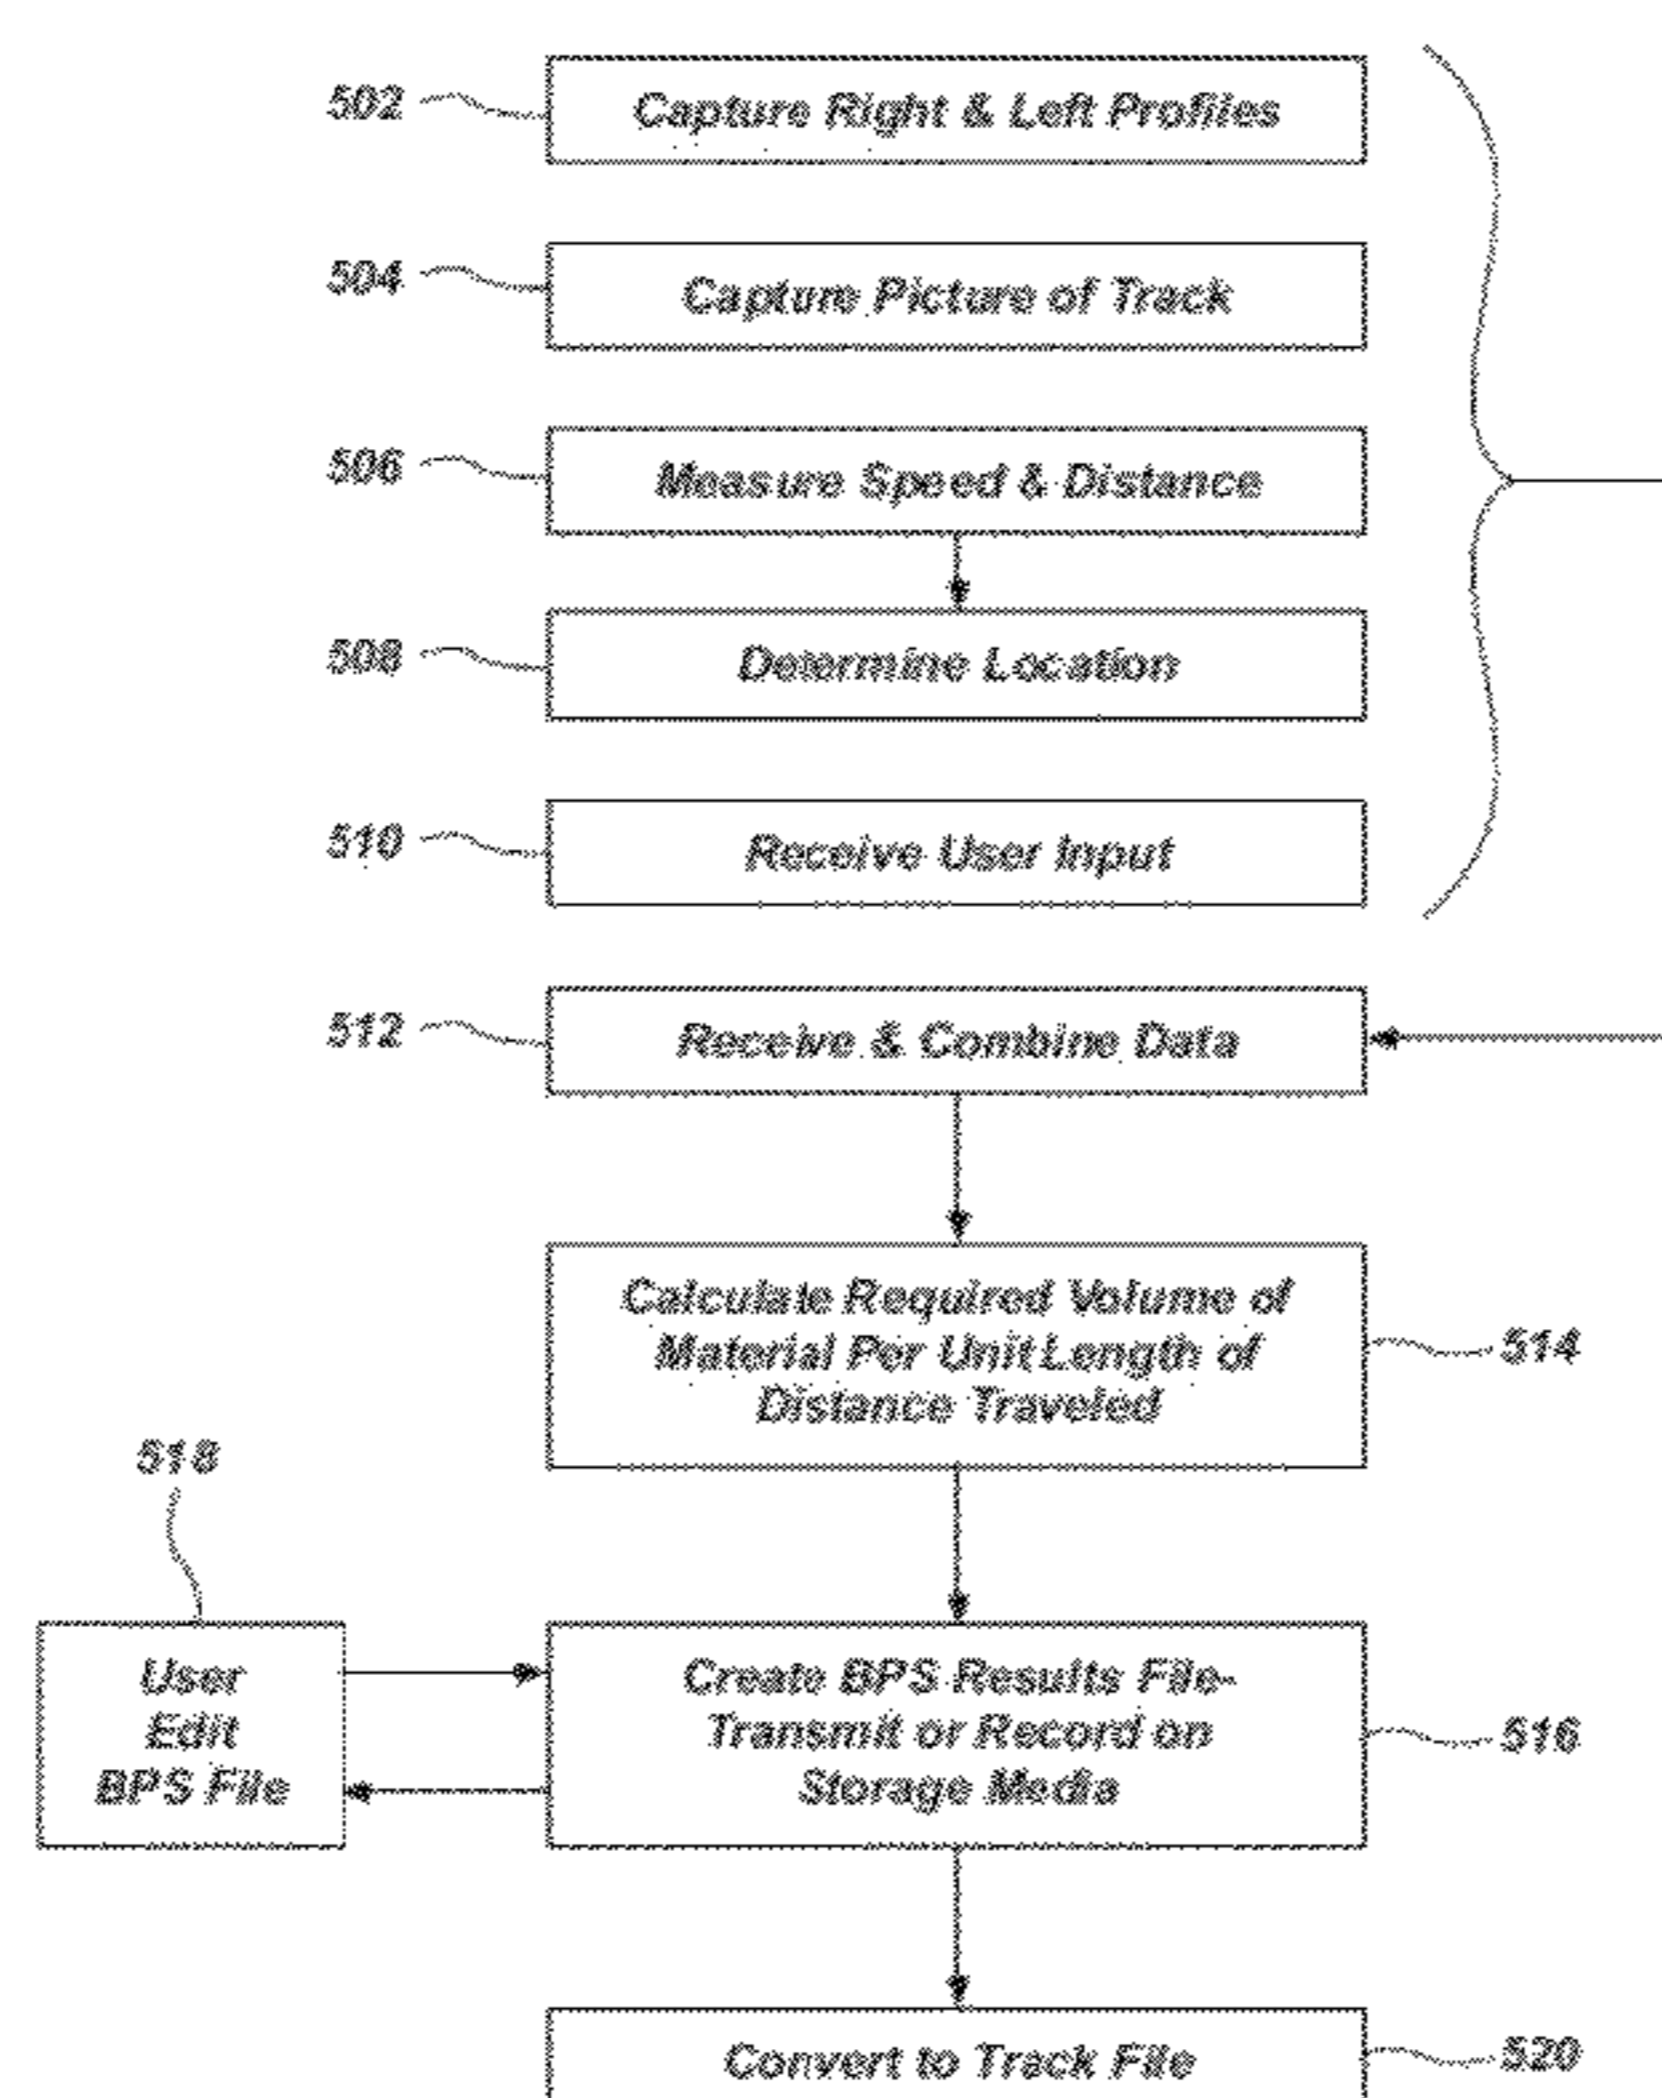 502
Capture Right & Left Profiles
504
Capture Picture of Track
506
Measure Speed & Distance
508
Determine Location
510
Receive User Input
512
Receive & Combine Data
Calculate Required Volume of
Material Per Unit Length of
Distance Traveled
514
518
User
Edit
BPS File
Create BPS Results File-
Transmit or Record on
Storage Media
516
Convert to Track File
520